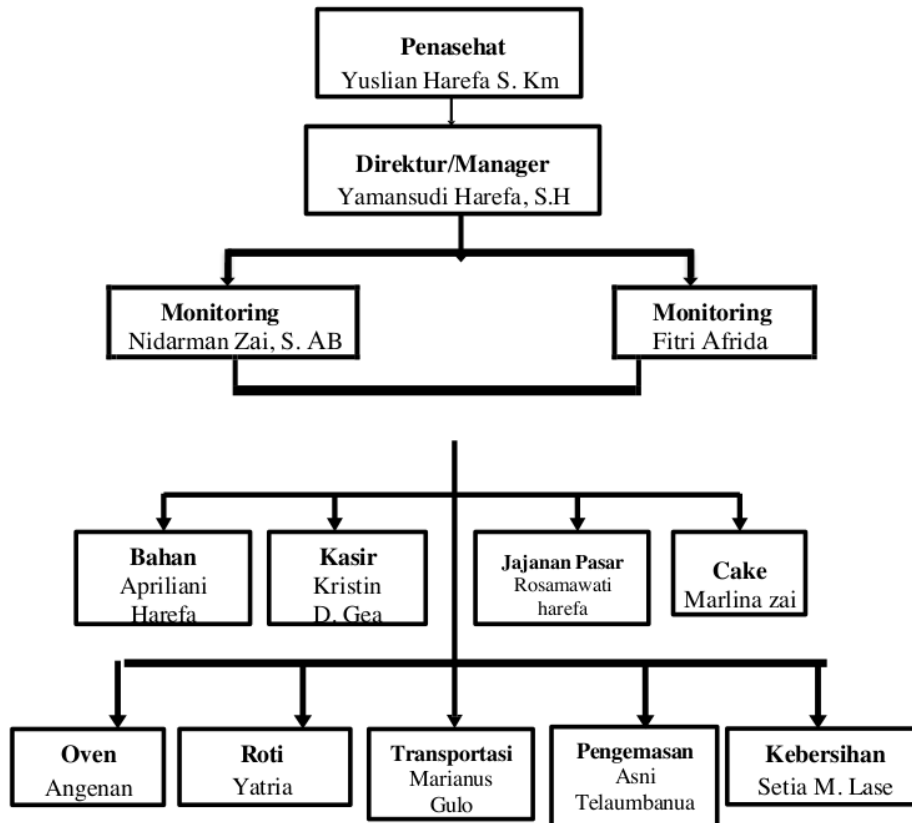 Penasehat
Yuslian Harefa S. Km
Direktur/Manager
Yamansudi Harefa, S.H
Monitoring
Nidarman Zai, S. AB
Monitoring
Fitri Afrida
Bahan
Apriliani
Harefa
Kasir
Kristin
D. Gea
Jajanan Pasar
Rosamawati
harefa
Cake
Marlina zai
Oven
Angenan
Roti
Yatria
Transportasi
Marianus
Gulo
Pengemasan
Asni
Telaumbanua
Kebersihan
Setia M. Lase